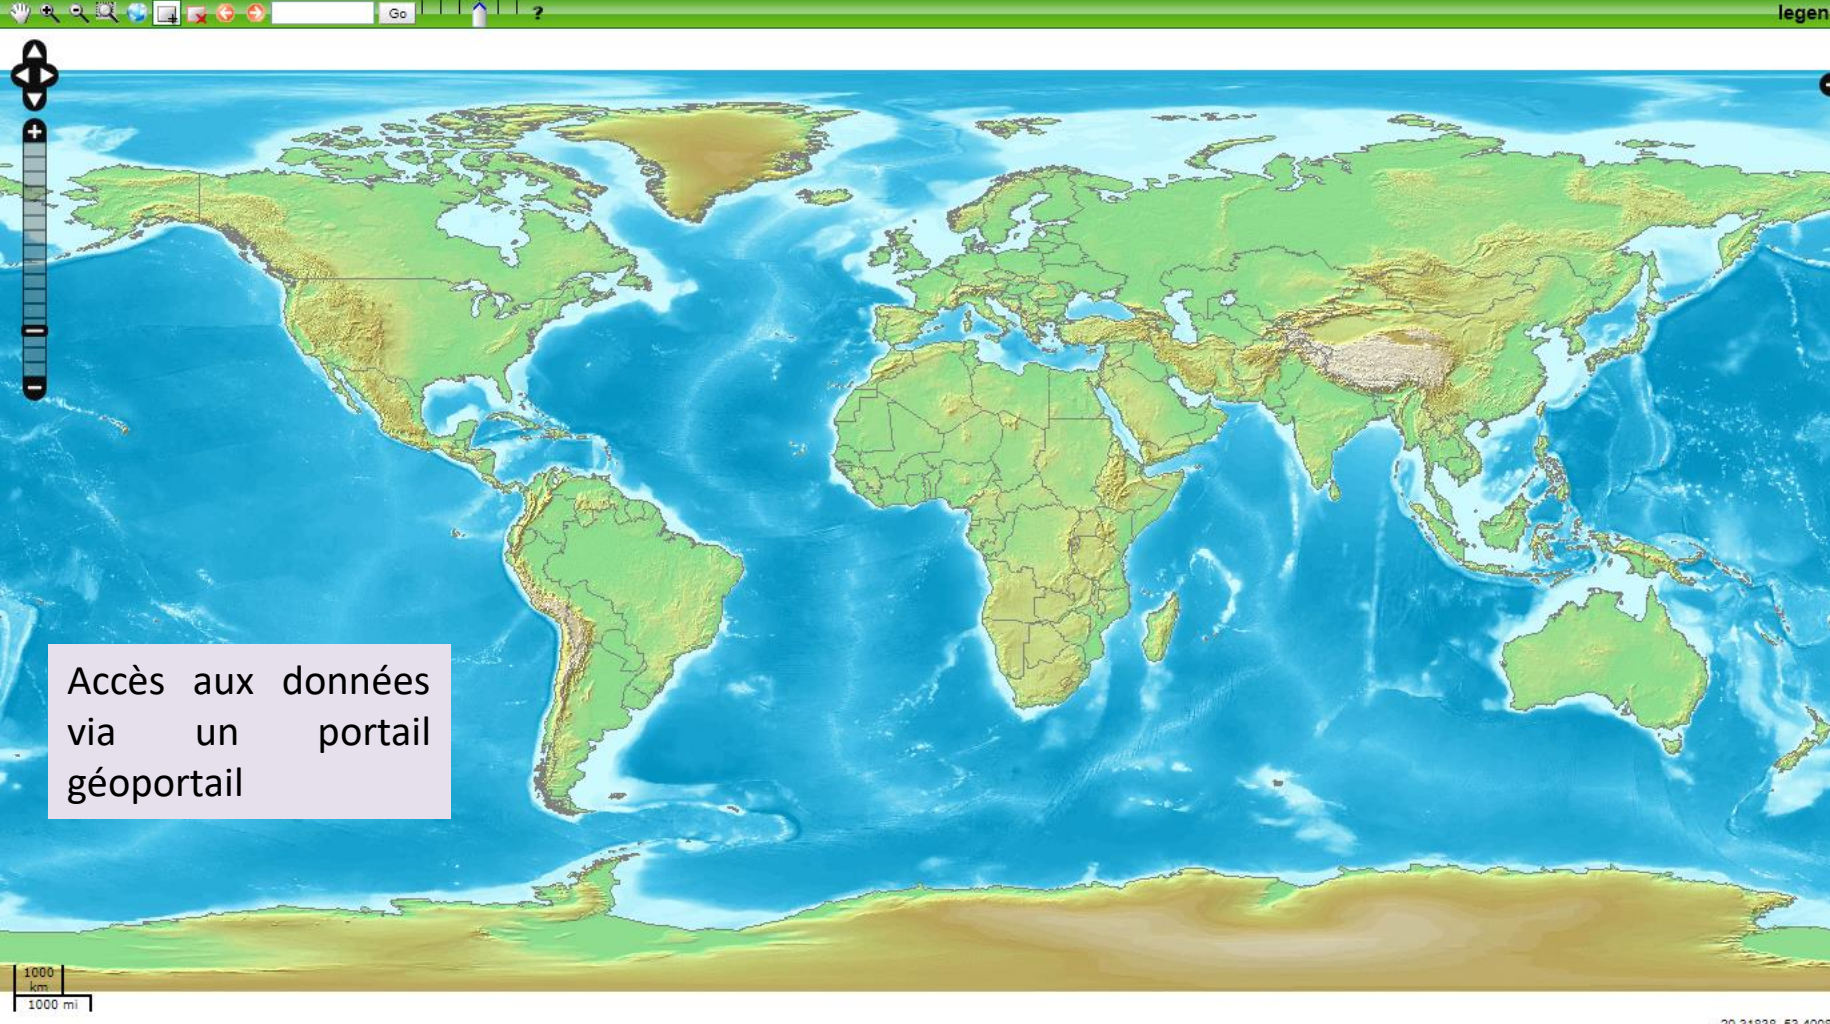 Go
?
legen
Accès aux données
via un portail
géoportail
1000
km
1000 mi